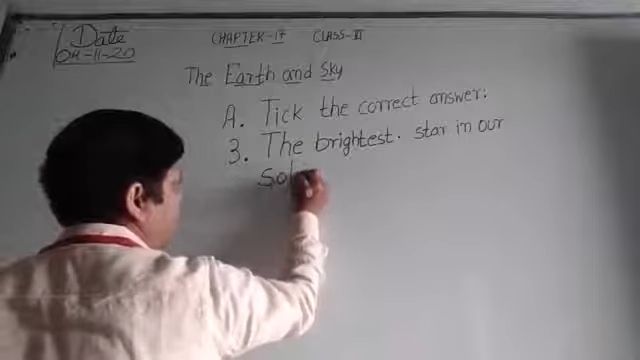 Date
04-11-20
CHAPTER-17 CLASS-II
The Earth and Sky
A. Tick the correct answer:
3. The brightest. star in our
Sol